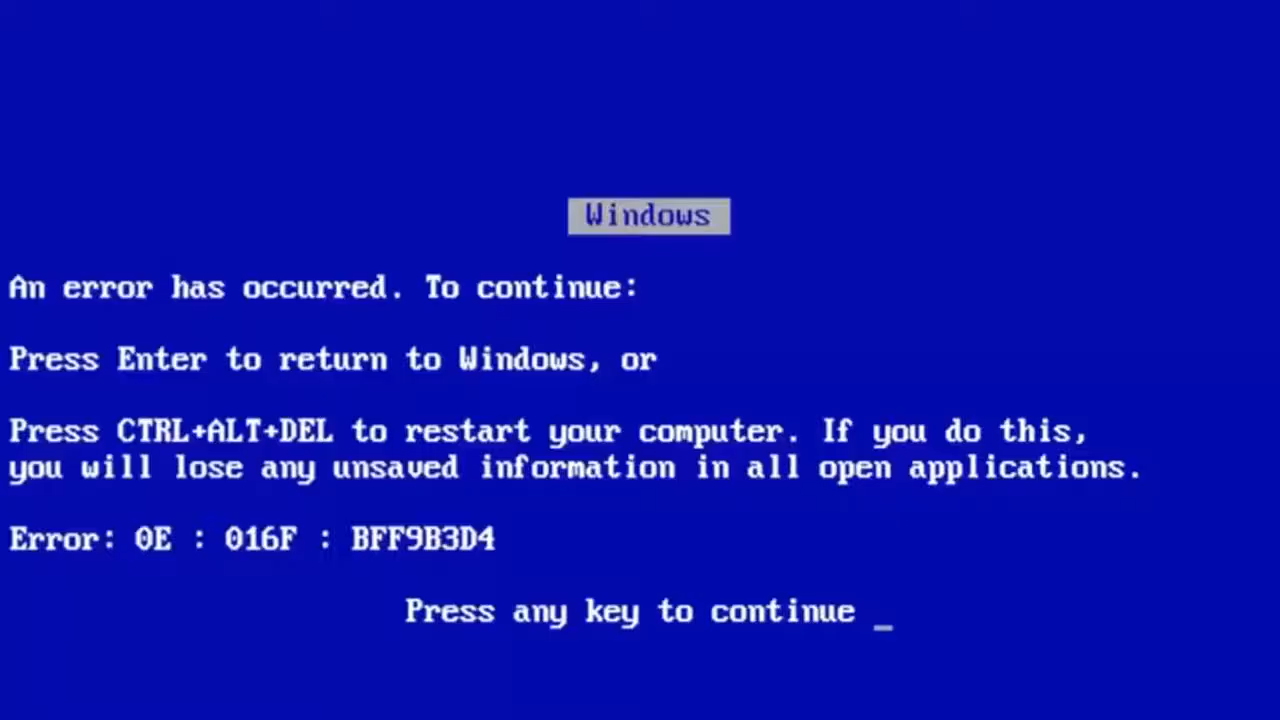 Windows
An error has occurred. To continue:
Press Enter to return to Windows, or
Press CTRL+ALT+DEL to restart your computer. If you do this,
you will lose any unsaved information in all open applications.
Error: 0E : 016F : BFF9B3D4
Press any key to continue _